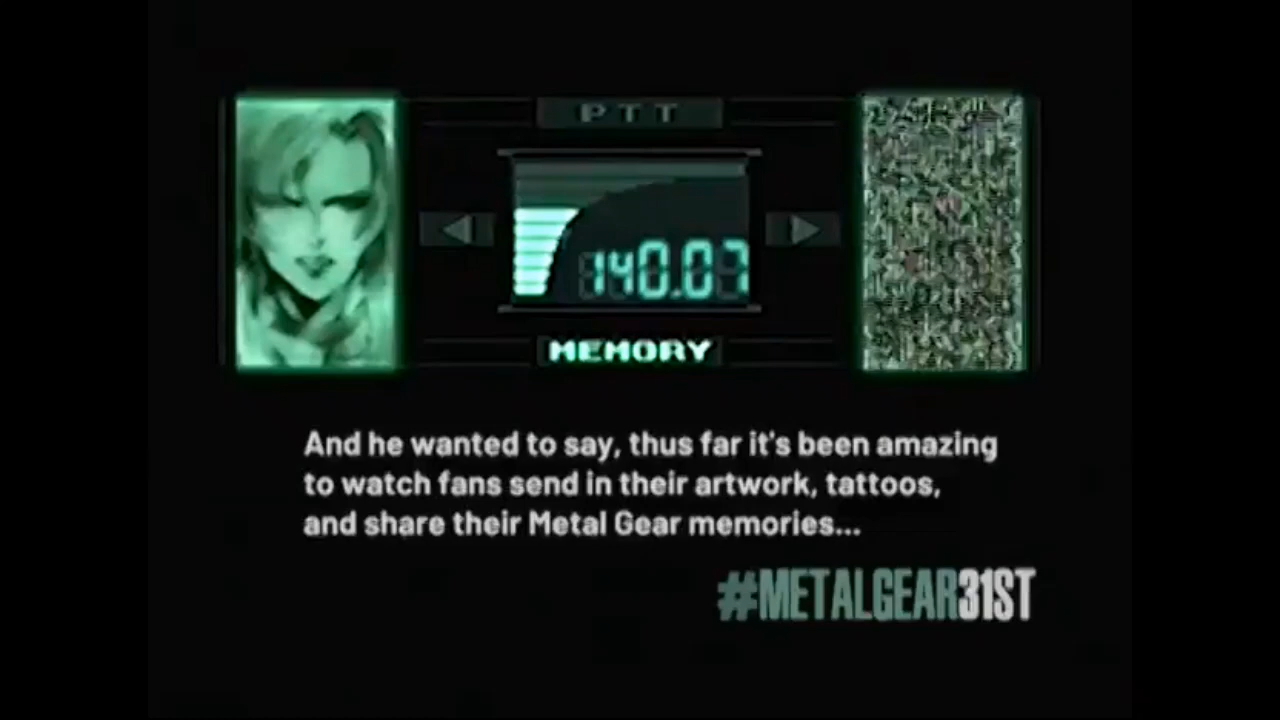 PTT
140.07
MEMORY
And he wanted to say, thus far it's been amazing
to watch fans send in their artwork, tattoos,
and share their Metal Gear memories...
#METALGEAR31ST